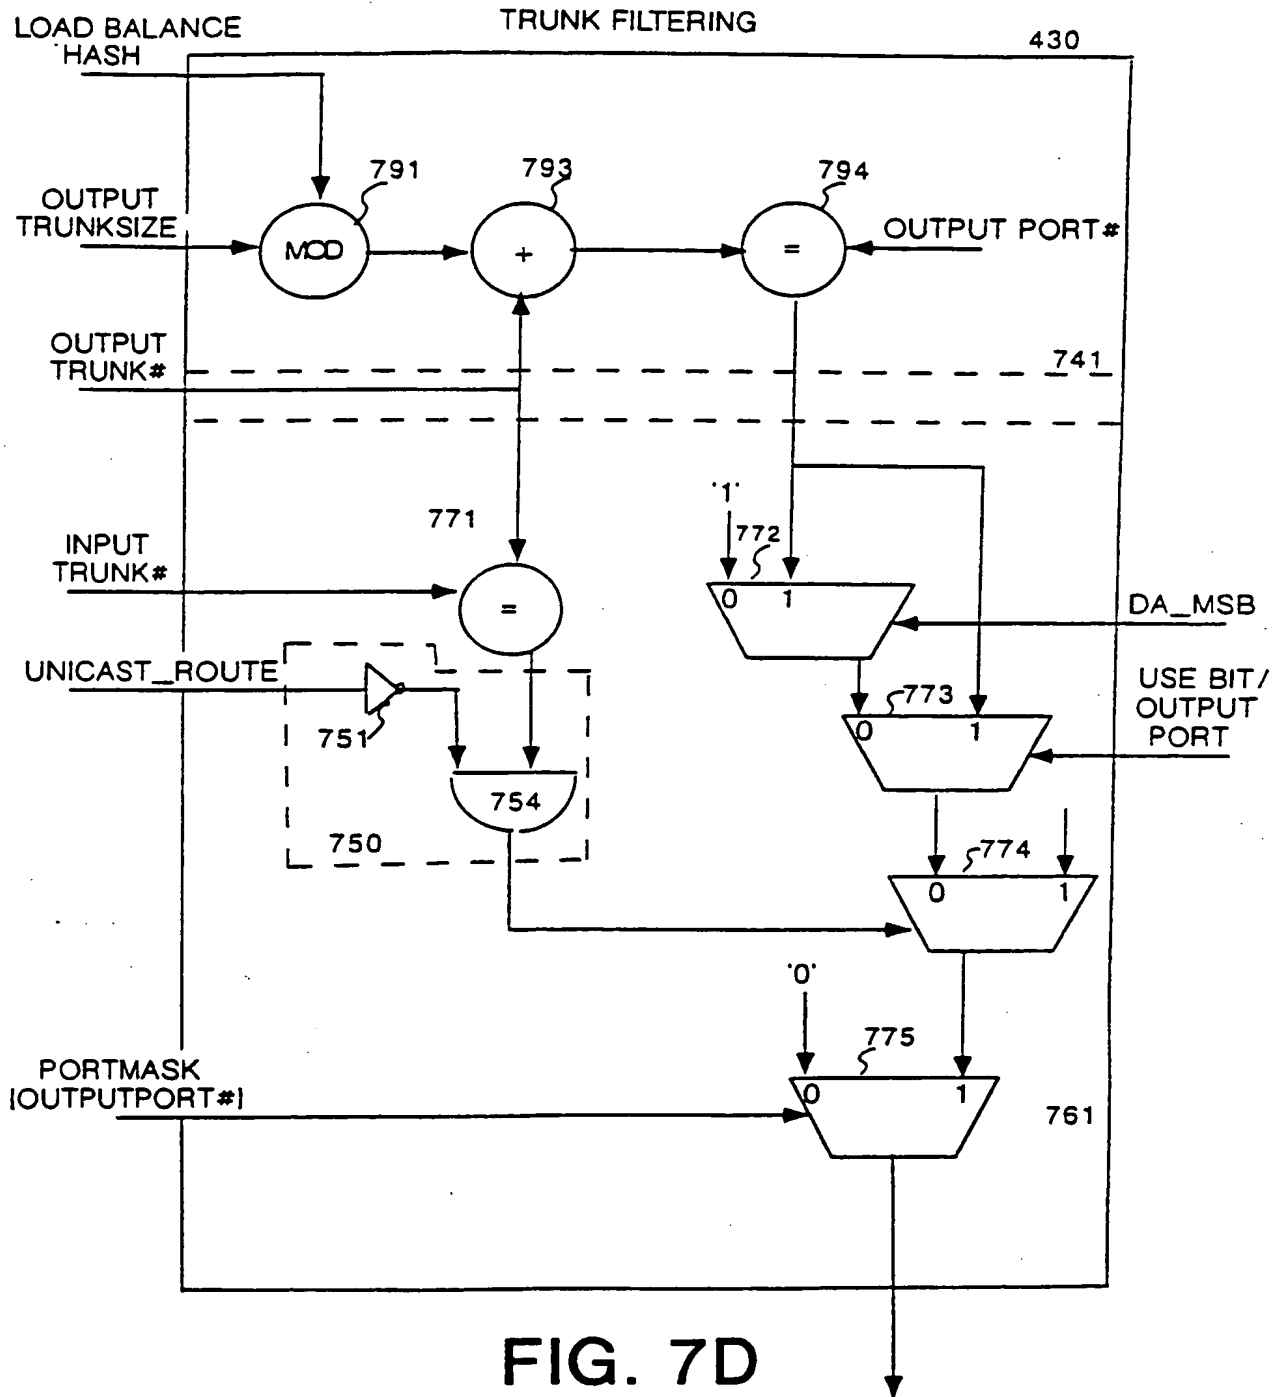 TRUNK FILTERING
LOAD BALANCE
HASH
430
791
793
794
OUTPUT
TRUNKSIZE
MOD
+
=
OUTPUT PORT#
OUTPUT
TRUNK#
741
'1'
771
772
INPUT
TRUNK#
=
0 1
DA_MSB
UNICAST_ROUTE
751
773
0 1
USE BIT/
OUTPUT
PORT
754
750
774
0 1
'0'
775
PORTMASK
[OUTPUTPORT#]
0 1
761
FIG. 7D